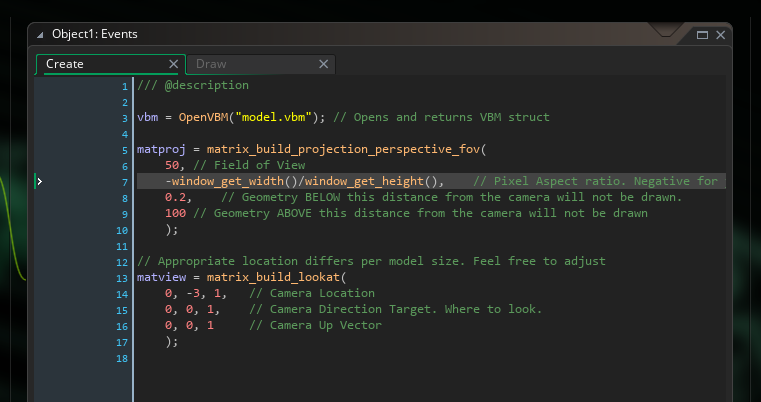 Object1: Events
Create
Draw
1 /// @description
2
3 vbm = OpenVBM("model.vbm"); // Opens and returns VBM struct
4
5 matproj = matrix_build_projection_perspective_fov(
6 50, // Field of View
7 -window_get_width()/window_get_height(), // Pixel Aspect ratio. Negative for
8 0.2, // Geometry BELOW this distance from the camera will not be drawn.
9 100 // Geometry ABOVE this distance from the camera will not be drawn
10 );
11
12 // Appropriate location differs per model size. Feel free to adjust
13 matview = matrix_build_lookat(
14 0, -3, 1, // Camera Location
15 0, 0, 1, // Camera Direction Target. Where to look.
16 0, 0, 1 // Camera Up Vector
17 );
18